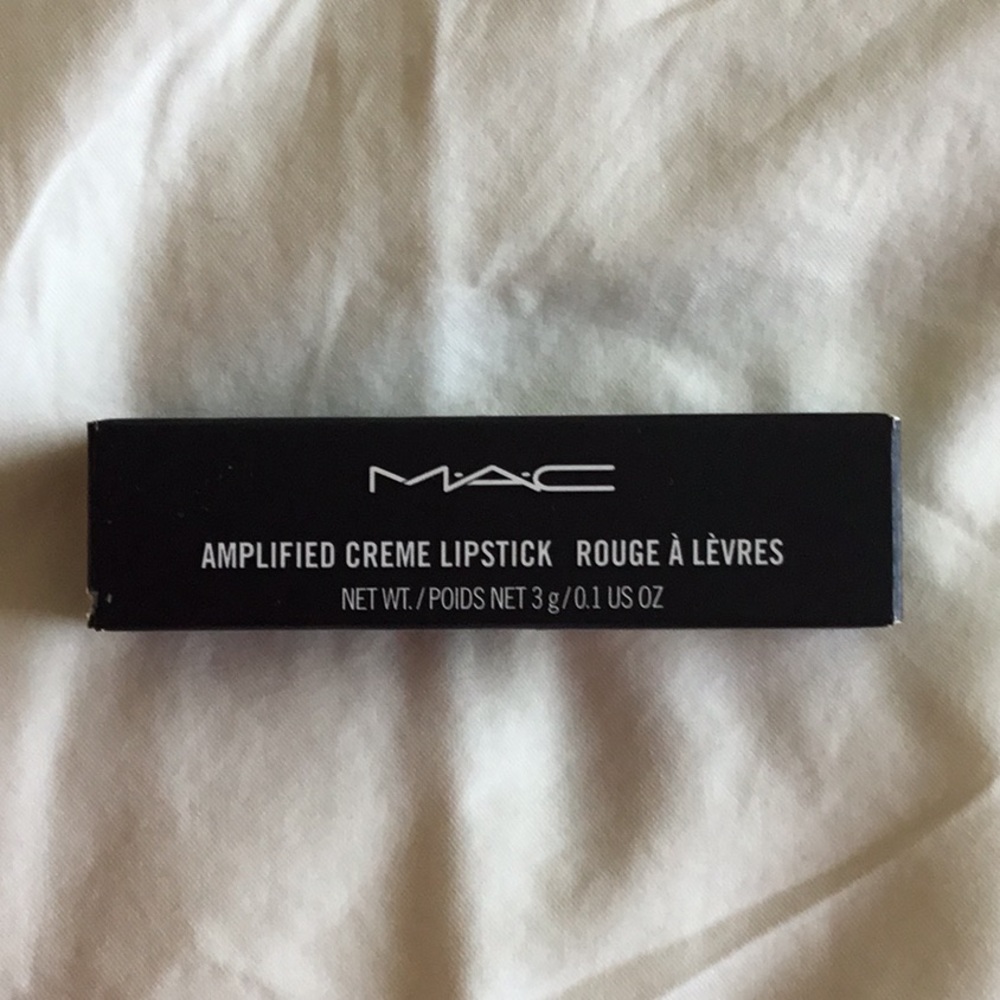 M·A·C
AMPLIFIED CREME LIPSTICK ROUGE À LÈVRES
NET WT. / POIDS NET 3 g / 0.1 US OZ